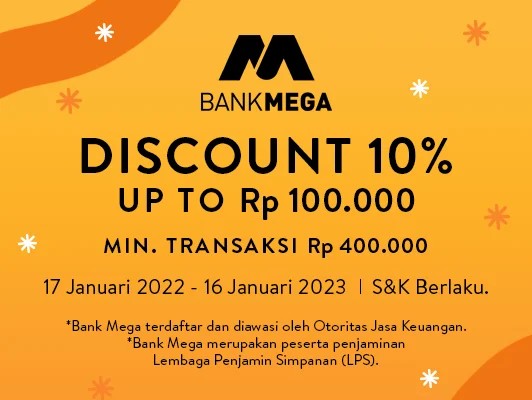 BANKMEGA
DISCOUNT 10%
UP TO Rp 100.000
MIN. TRANSAKSI Rp 400.000
17 Januari 2022 - 16 Januari 2023 | S&K Berlaku.
*Bank Mega terdaftar dan diawasi oleh Otoritas Jasa Keuangan.
*Bank Mega merupakan peserta penjaminan
Lembaga Penjamin Simpanan (LPS).